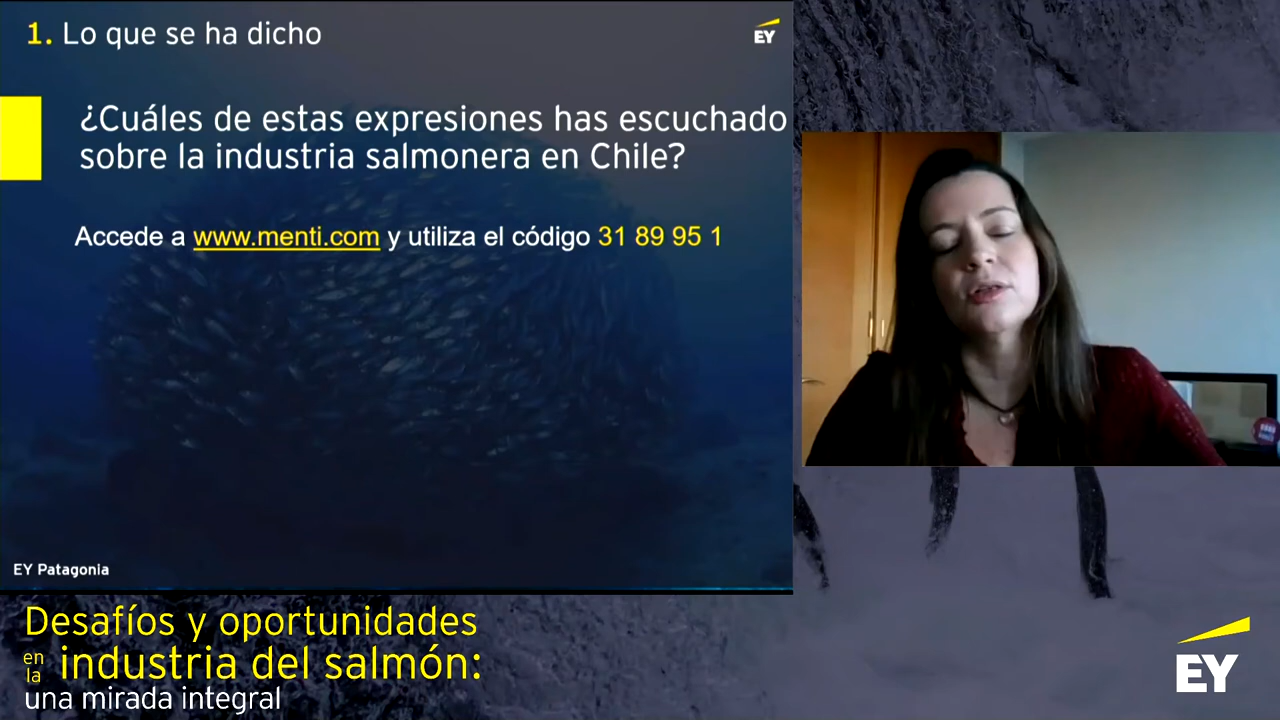 1. Lo que se ha dicho
EY
¿Cuáles de estas expresiones has escuchado
sobre la industria salmonera en Chile?
Accede a www.menti.com y utiliza el código 31 89 95 1
EY Patagonia
Desafíos y oportunidades
en la industria del salmón:
una mirada integral
EY